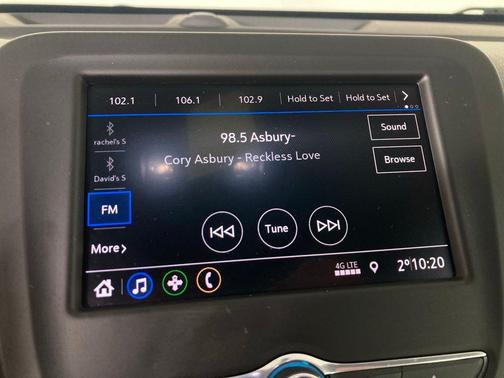 102.1 106.1 102.9 Hold to Set Hold to Set >
rachel's S
98.5 Asbury-
Sound
Cory Asbury - Reckless Love
David's S
Browse
FM
Tune
More >
4G LTE
2° 10:20